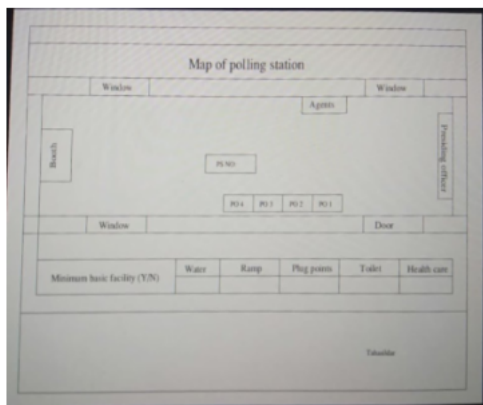 Map of polling station
Window
Window
Agents
Booth
Presiding officer
PS NO
PO 4
PO 3
PO 2
PO 1
Window
Door
Minimum basic facility (Y/N)
Water
Ramp
Plug points
Toilet
Health care
Tahsildar